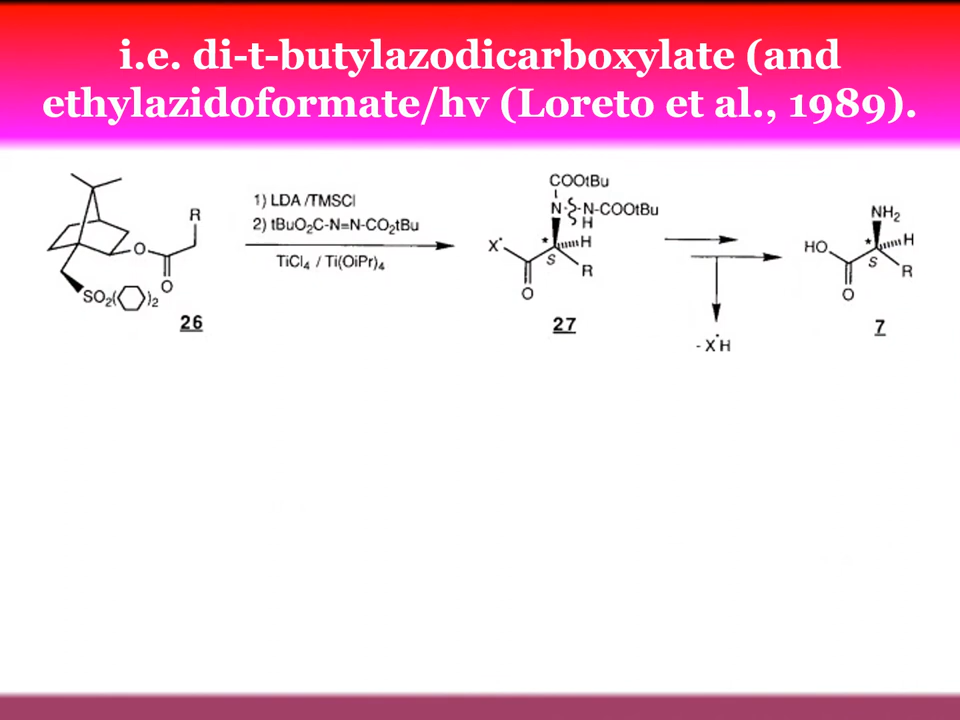 i.e. di-t-butylazodicarboxylate (and
ethylazidoformate/hv (Loreto et al., 1989).
R
O
O
SO2( )2
26
1) LDA /TMSCl
2) tBuO2C-N=N-CO2tBu
TiCl4 / Ti(OiPr)4
COOtBu
N-N-COOtBu
H
X*
*
H
S
R
O
27
- X*H
NH2
HO
*
H
S
R
O
7